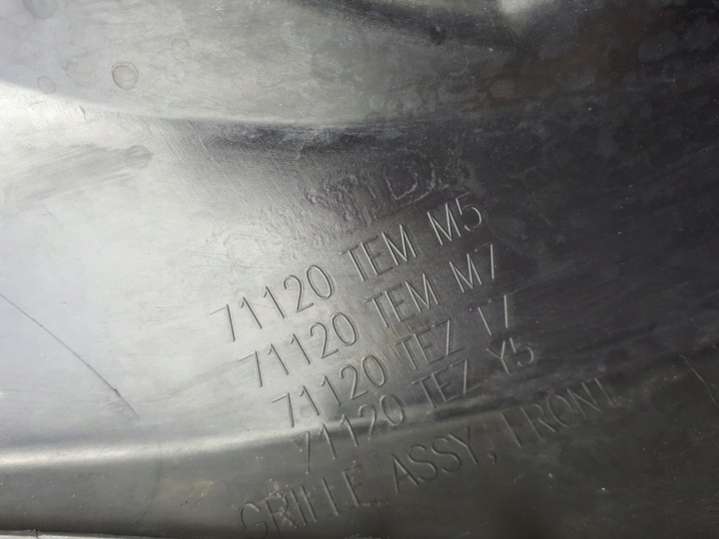 71120 TEM M5
71120 TEM M7
71120 TEZ T7
71120 TEZ Y5
GRILLE ASSY, FRONT